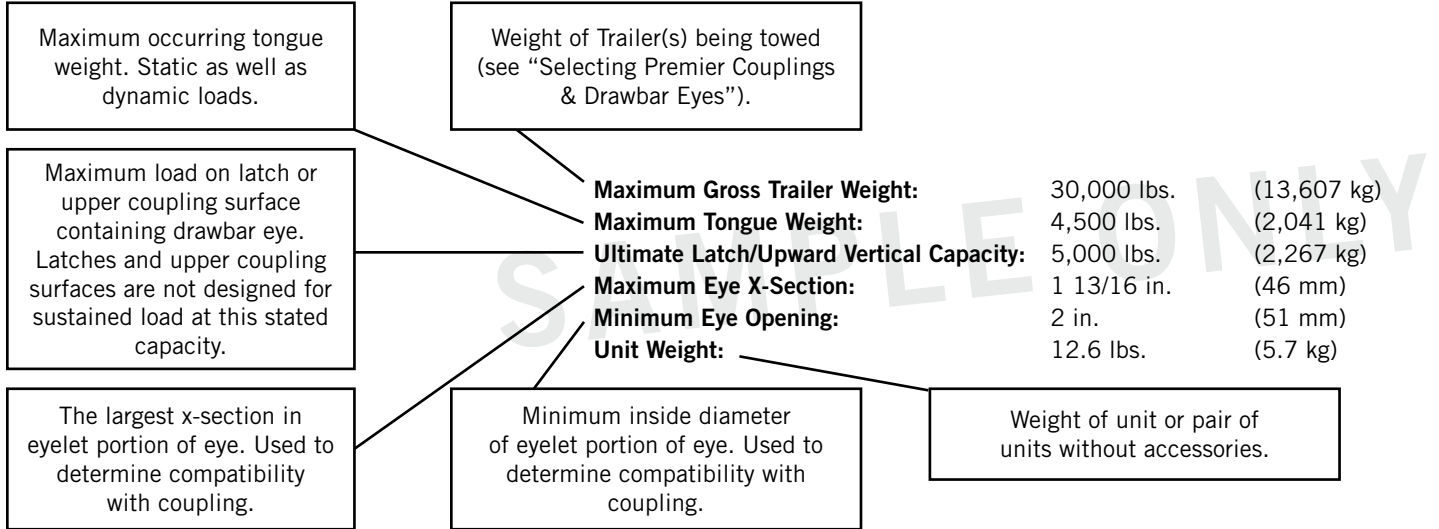 Maximum occurring tongue
weight. Static as well as
dynamic loads.
Weight of Trailer(s) being towed
(see “Selecting Premier Couplings
& Drawbar Eyes”).
Maximum load on latch or
upper coupling surface
containing drawbar eye.
Latches and upper coupling
surfaces are not designed for
sustained load at this stated
capacity.
SAMPLE ONLY
Maximum Gross Trailer Weight: 30,000 lbs. (13,607 kg)
Maximum Tongue Weight: 4,500 lbs. (2,041 kg)
Ultimate Latch/Upward Vertical Capacity: 5,000 lbs. (2,267 kg)
Maximum Eye X-Section: 1 13/16 in. (46 mm)
Minimum Eye Opening: 2 in. (51 mm)
Unit Weight: 12.6 lbs. (5.7 kg)
The largest x-section in
eyelet portion of eye. Used to
determine compatibility
with coupling.
Minimum inside diameter
of eyelet portion of eye. Used to
determine compatibility with
coupling.
Weight of unit or pair of
units without accessories.